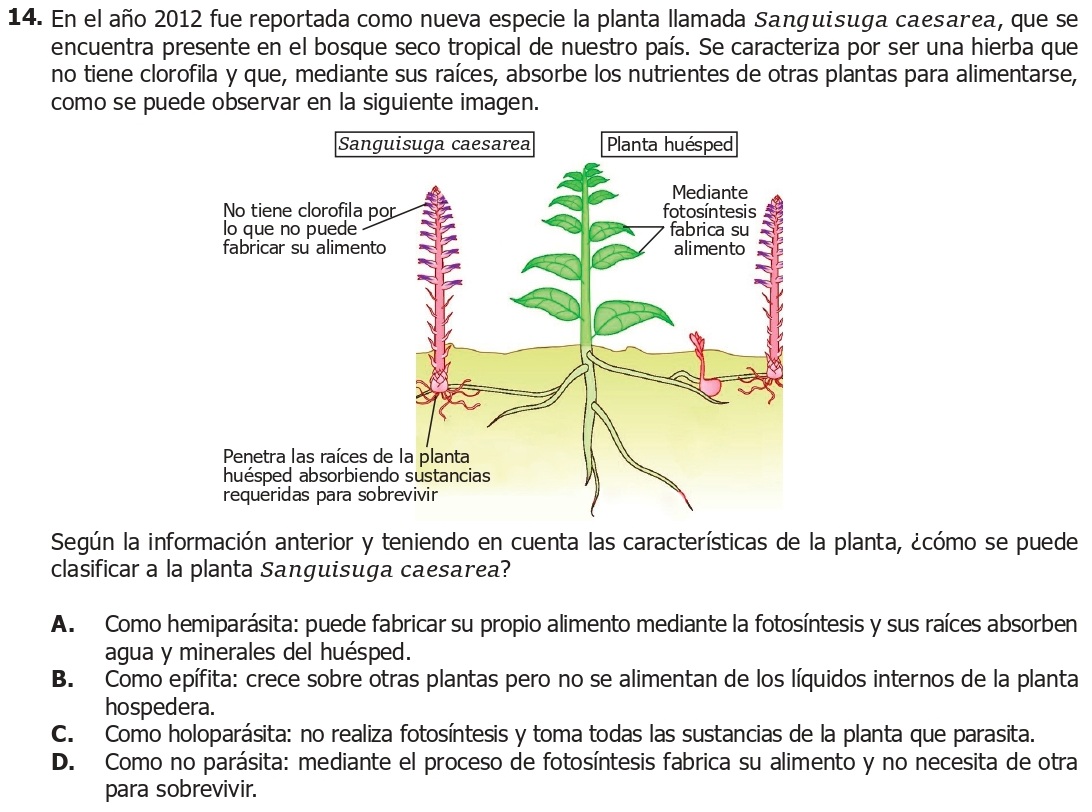 14. En el año 2012 fue reportada como nueva especie la planta llamada Sanguisuga caesarea, que se
encuentra presente en el bosque seco tropical de nuestro país. Se caracteriza por ser una hierba que
no tiene clorofila y que, mediante sus raíces, absorbe los nutrientes de otras plantas para alimentarse,
como se puede observar en la siguiente imagen.
Sanguisuga caesarea
Planta huésped
No tiene clorofila por
lo que no puede
fabricar su alimento
Mediante
fotosíntesis
fabrica su
alimento
Penetra las raíces de la planta
huésped absorbiendo sustancias
requeridas para sobrevivir
Según la información anterior y teniendo en cuenta las características de la planta, ¿cómo se puede
clasificar a la planta Sanguisuga caesarea?
A. Como hemiparásita: puede fabricar su propio alimento mediante la fotosíntesis y sus raíces absorben
agua y minerales del huésped.
B. Como epífita: crece sobre otras plantas pero no se alimentan de los líquidos internos de la planta
hospedera.
C. Como holoparásita: no realiza fotosíntesis y toma todas las sustancias de la planta que parasita.
D. Como no parásita: mediante el proceso de fotosíntesis fabrica su alimento y no necesita de otra
para sobrevivir.